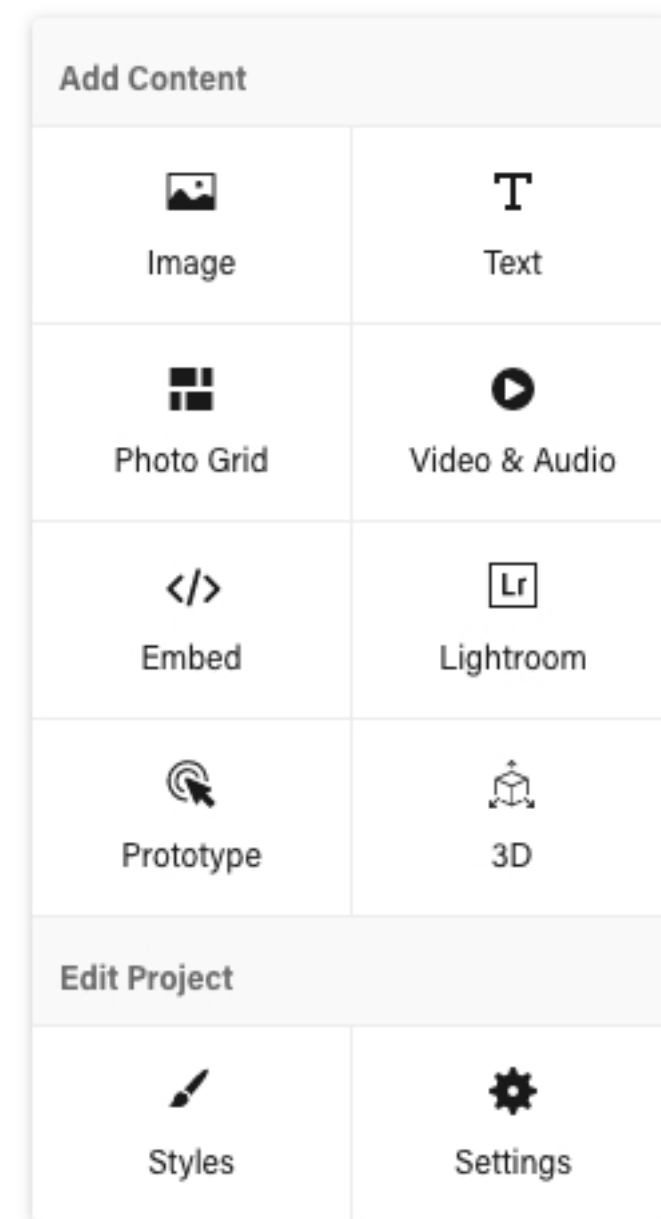 Add Content
Image
Text
Photo Grid
Video & Audio
</>
Embed
Lr
Lightroom
Prototype
3D
Edit Project
Styles
Settings